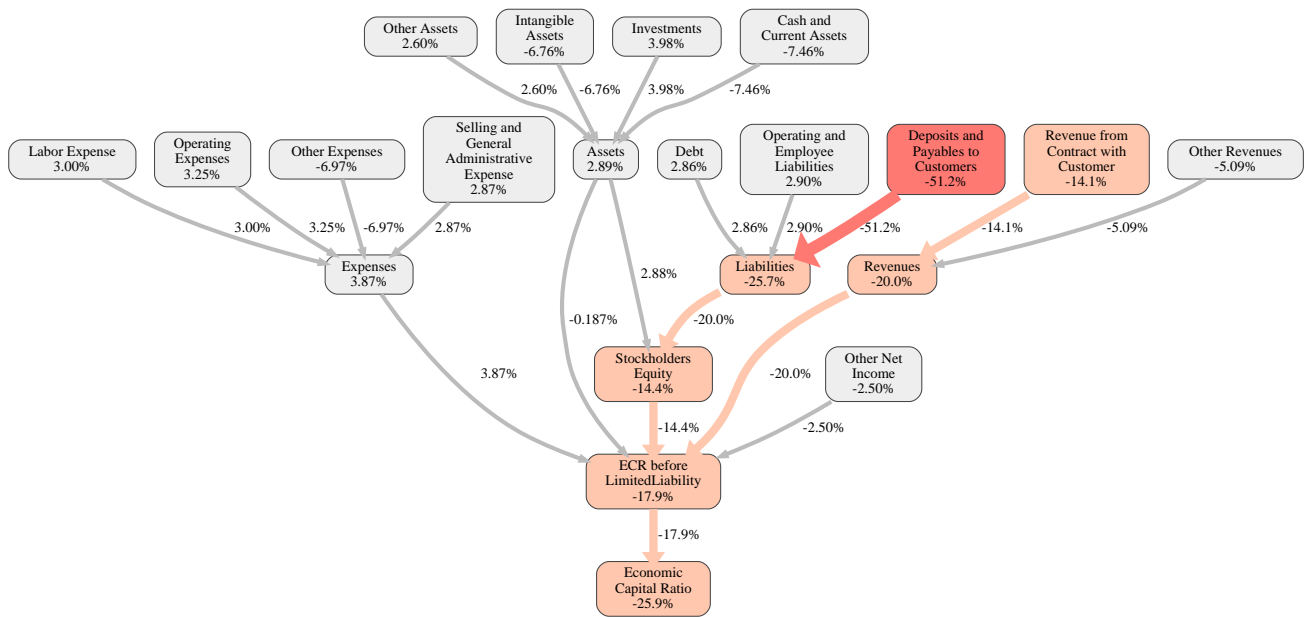 Other Assets
2.60%
Intangible
Assets
-6.76%
Investments
3.98%
Cash and
Current Assets
-7.46%
2.60%
-6.76%
3.98%
-7.46%
Labor Expense
3.00%
Operating
Expenses
3.25%
Other Expenses
-6.97%
Selling and
General
Administrative
Expense
2.87%
Assets
2.89%
Debt
2.86%
Operating and
Employee
Liabilities
2.90%
Deposits and
Payables to
Customers
-51.2%
Revenue from
Contract with
Customer
-14.1%
Other Revenues
-5.09%
3.00%
3.25%
-6.97%
2.87%
2.86%
2.90%
-51.2%
-14.1%
-5.09%
Expenses
3.87%
2.88%
Liabilities
-25.7%
Revenues
-20.0%
-0.187%
-20.0%
3.87%
Stockholders
Equity
-14.4%
-20.0%
Other Net
Income
-2.50%
-14.4%
-2.50%
ECR before
LimitedLiability
-17.9%
-17.9%
Economic
Capital Ratio
-25.9%